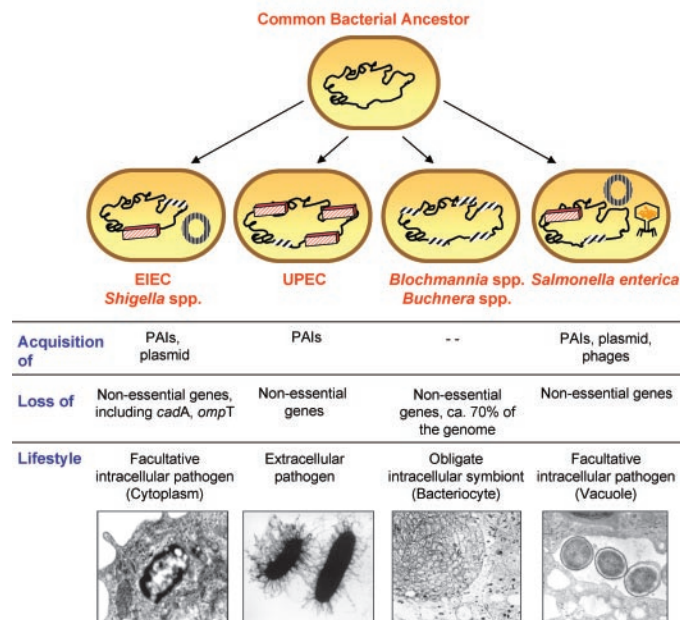 Common Bacterial Ancestor
EIEC
Shigella spp.
UPEC
Blochmannia spp.
Buchnera spp.
Salmonella enterica
Acquisition
of
PAIs,
plasmid
PAIs
- -
PAIs, plasmid,
phages
Loss of
Non-essential genes,
including cadA, ompT
Non-essential
genes
Non-essential
genes, ca. 70% of
the genome
Non-essential genes
Lifestyle
Facultative
intracellular pathogen
(Cytoplasm)
Extracellular
pathogen
Obligate
intracellular symbiont
(Bacteriocyte)
Facultative
intracellular pathogen
(Vacuole)